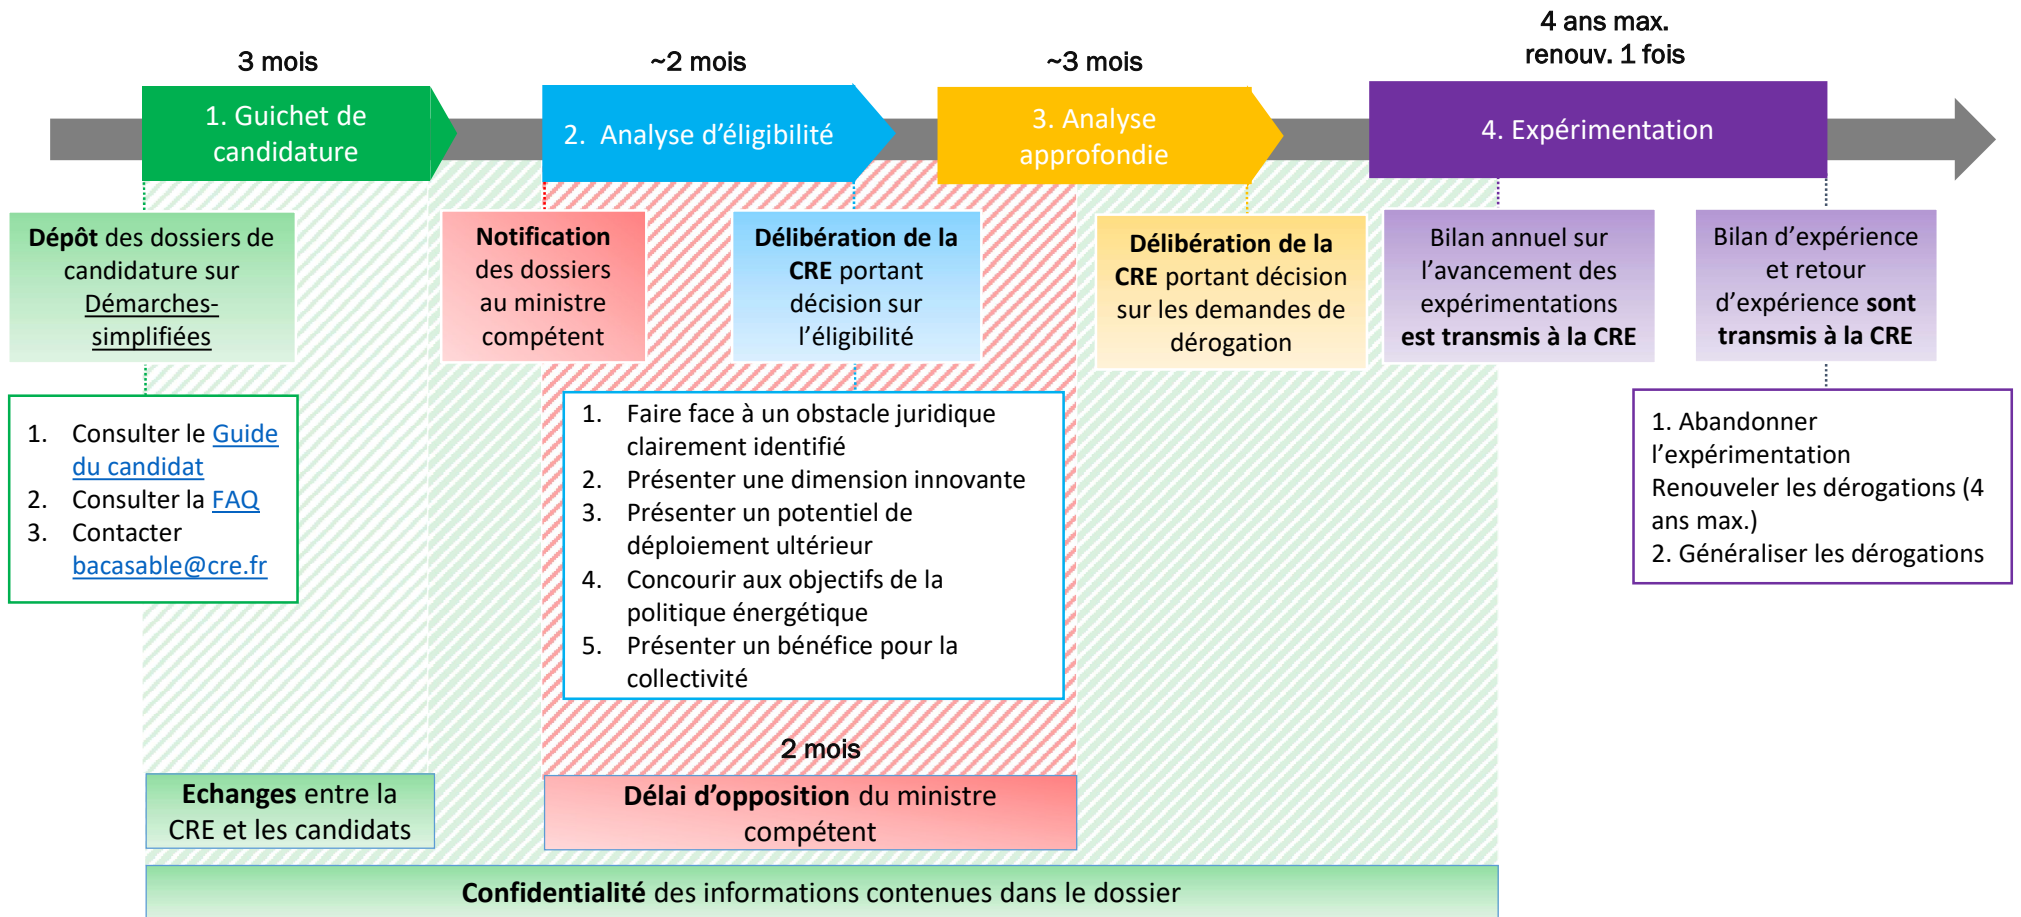 3 mois
~2 mois
~3 mois
4 ans max.
renouv. 1 fois
1. Guichet de
candidature
2. Analyse d’éligibilité
3. Analyse
approfondie
4. Expérimentation
Dépôt des dossiers de
candidature sur
Démarches-
simplifiées
Notification
des dossiers
au ministre
compétent
Délibération de la
CRE portant
décision sur
l’éligibilité
Délibération de la
CRE portant décision
sur les demandes de
dérogation
Bilan annuel sur
l’avancement des
expérimentations
est transmis à la CRE
Bilan d’expérience
et retour
d’expérience sont
transmis à la CRE
1. Consulter le Guide
du candidat
2. Consulter la FAQ
3. Contacter
bacasable@cre.fr
1. Faire face à un obstacle juridique
clairement identifié
2. Présenter une dimension innovante
3. Présenter un potentiel de
déploiement ultérieur
4. Concourir aux objectifs de la
politique énergétique
5. Présenter un bénéfice pour la
collectivité
1. Abandonner
l’expérimentation
Renouveler les dérogations (4
ans max.)
2. Généraliser les dérogations
2 mois
Echanges entre la
CRE et les candidats
Délai d’opposition du ministre
compétent
Confidentialité des informations contenues dans le dossier